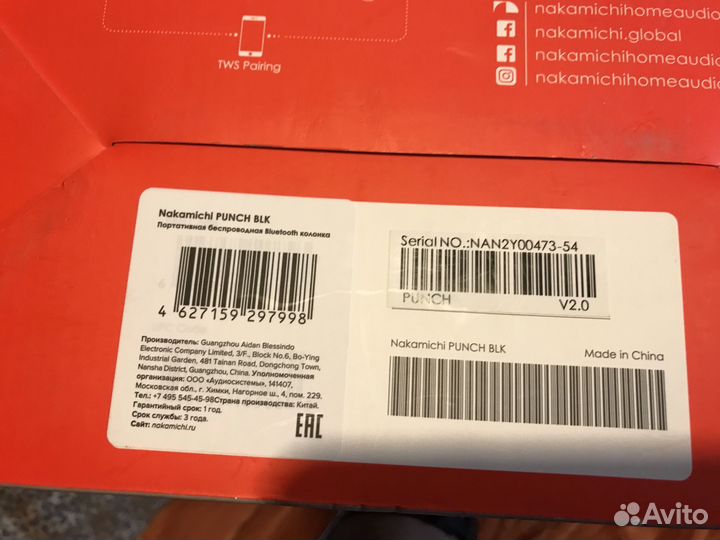 TWS Pairing
nakamichihomeaudio
nakamichi.global
nakamichihomeaudio
nakamichihomeaudio
Nakamichi PUNCH BLK
Портативная беспроводная Bluetooth колонка
4 627159 297998
Производитель: Guangzhou Aidan Blessindo
Electronic Company Limited, 3/F., Block No.6, Bo-Ying
Industrial Garden, 481 Tainan Road, Dongchong Town,
Nansha District, Guangzhou, China. Уполномоченная
организация: ООО «Аудиосистемы», 141407,
Московская обл., г. Химки, Нагорное ш., 4, пом. 229.
Тел.: +7 495 545-45-98Страна производства: Китай.
Гарантийный срок: 1 год.
Срок службы: 3 года.
Сайт: nakamichi.ru
EAC
Serial NO.:NAN2Y00473-54
PUNCH V2.0
Nakamichi PUNCH BLK Made in China
Avito